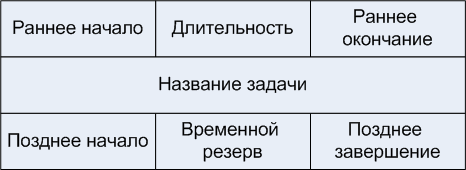 Раннее начало
Длительность
Раннее
окончание
Название задачи
Позднее начало
Временной
резерв
Позднее
завершение